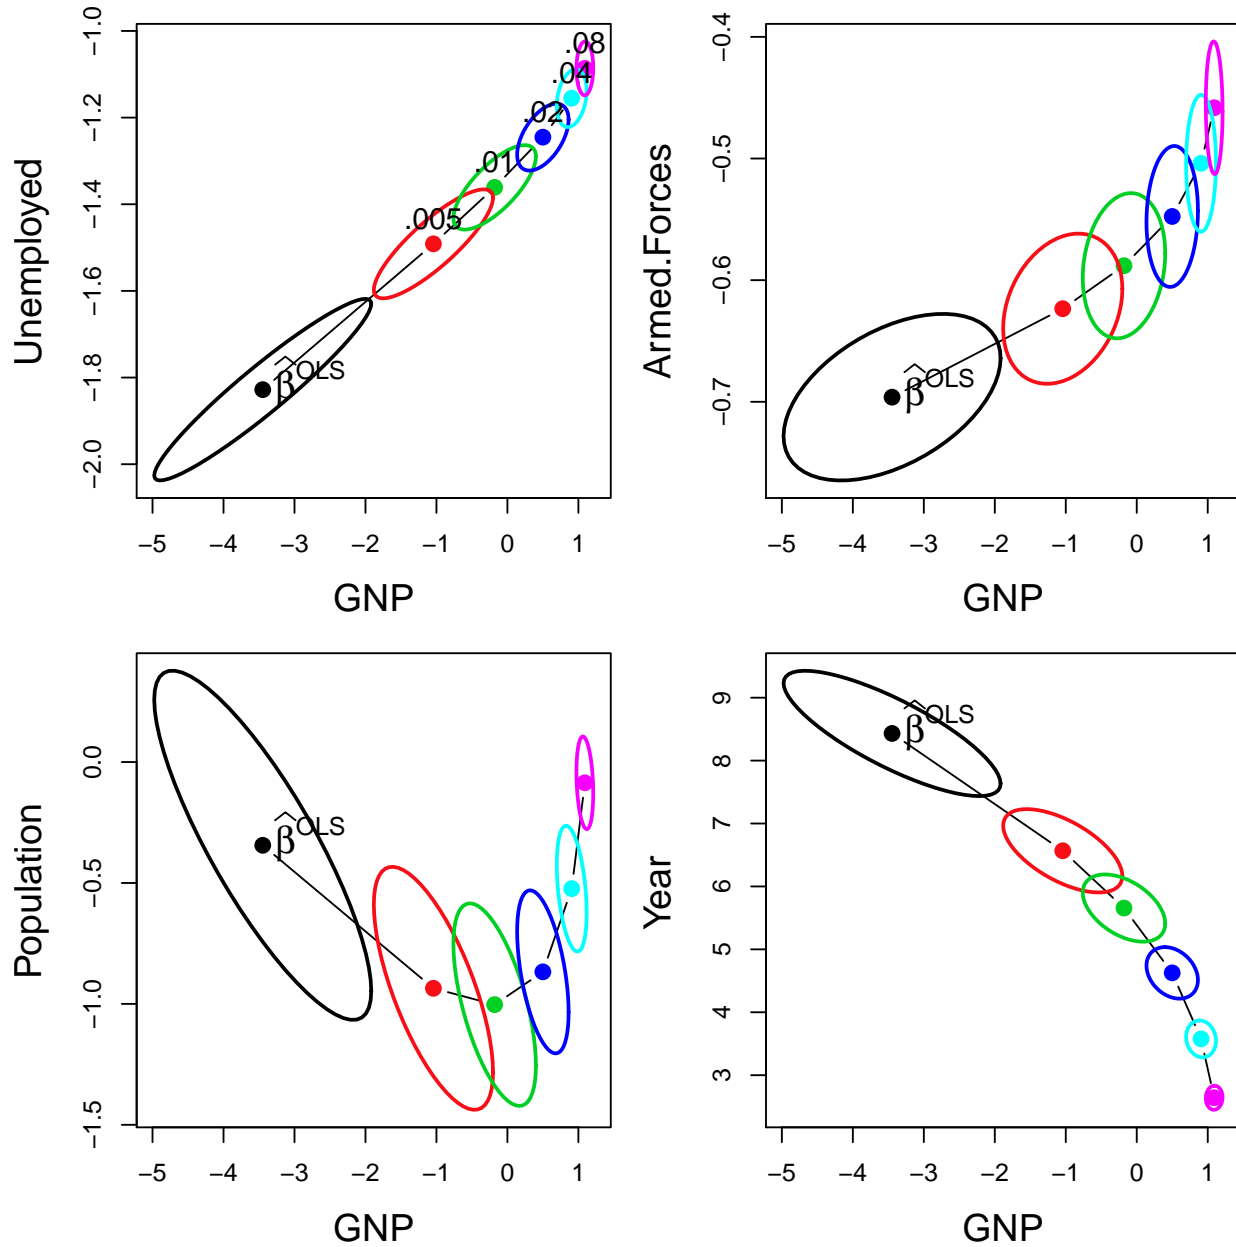 Unemployed
−1.0
−1.2
−1.4
−1.6
−1.8
−2.0
.08
.04
.02
.01
.005
β̂OLS
−5 −4 −3 −2 −1 0 1
GNP
Armed.Forces
−0.4
−0.5
−0.6
−0.7
β̂OLS
−5 −4 −3 −2 −1 0 1
GNP
Population
0.0
−0.5
−1.0
−1.5
β̂OLS
−5 −4 −3 −2 −1 0 1
GNP
Year
9
8
7
6
5
4
3
β̂OLS
−5 −4 −3 −2 −1 0 1
GNP